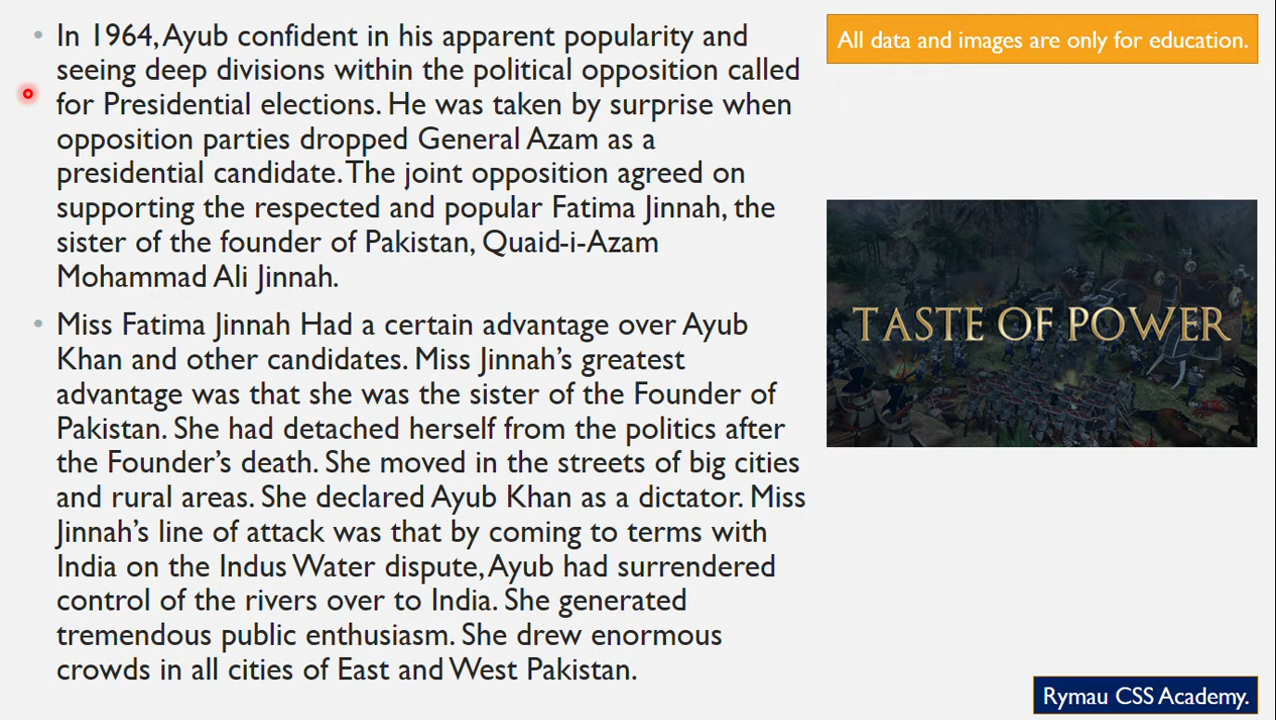 In 1964, Ayub confident in his apparent popularity and
seeing deep divisions within the political opposition called
for Presidential elections. He was taken by surprise when
opposition parties dropped General Azam as a
presidential candidate. The joint opposition agreed on
supporting the respected and popular Fatima Jinnah, the
sister of the founder of Pakistan, Quaid-i-Azam
Mohammad Ali Jinnah.
Miss Fatima Jinnah Had a certain advantage over Ayub
Khan and other candidates. Miss Jinnah's greatest
advantage was that she was the sister of the Founder of
Pakistan. She had detached herself from the politics after
the Founder's death. She moved in the streets of big cities
and rural areas. She declared Ayub Khan as a dictator. Miss
Jinnah's line of attack was that by coming to terms with
India on the Indus Water dispute, Ayub had surrendered
control of the rivers over to India. She generated
tremendous public enthusiasm. She drew enormous
crowds in all cities of East and West Pakistan.
All data and images are only for education.
TASTE OF POWER
Rymau CSS Academy.